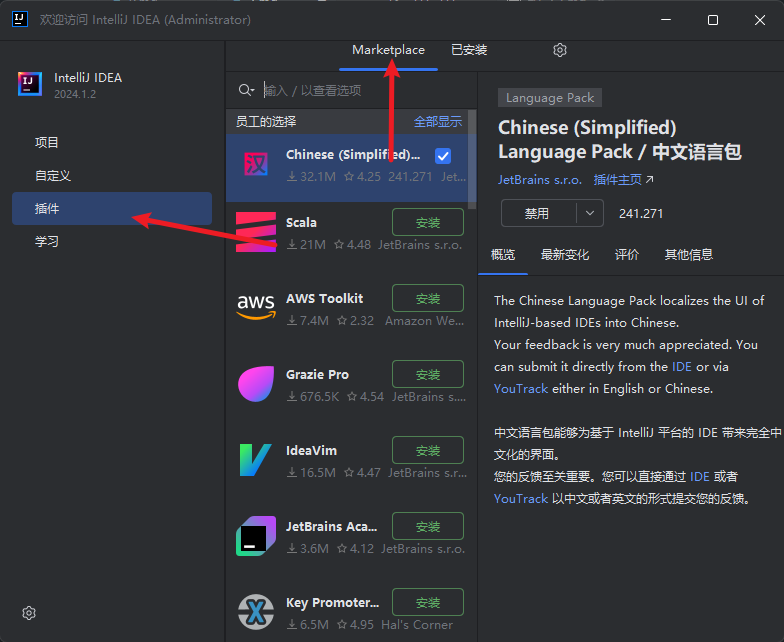 欢迎访问 IntelliJ IDEA (Administrator)
IntelliJ IDEA
2024.1.2
项目
自定义
插件
学习
Marketplace
已安装
输入 / 以查看选项
员工的选择
全部显示
汉
Chinese (Simplified)...
32.1M 4.25 241.271 Jet...
Scala
安装
21M 4.48 JetBrains s.r.o.
aws
AWS Toolkit
安装
7.4M 2.32 Amazon We...
Grazie Pro
安装
676.5K 4.54 JetBrains s....
IdeaVim
安装
16.5M 4.47 JetBrains s.r...
JetBrains Aca...
安装
3.6M 4.12 JetBrains s.r.o.
Key Promoter...
安装
6.5M 4.95 Hal's Corner
Language Pack
Chinese (Simplified)
Language Pack / 中文语言包
JetBrains s.r.o. 插件主页
禁用
241.271
概览
最新变化
评价
其他信息
The Chinese Language Pack localizes the UI of
IntelliJ-based IDEs into Chinese.
Your feedback is very much appreciated. You
can submit it directly from the IDE or via
YouTrack either in English or Chinese.
中文语言包能够为基于 IntelliJ 平台的 IDE 带来完全中
文化的界面。
您的反馈至关重要。您可以直接通过 IDE 或者
YouTrack 以中文或者英文的形式提交您的反馈。